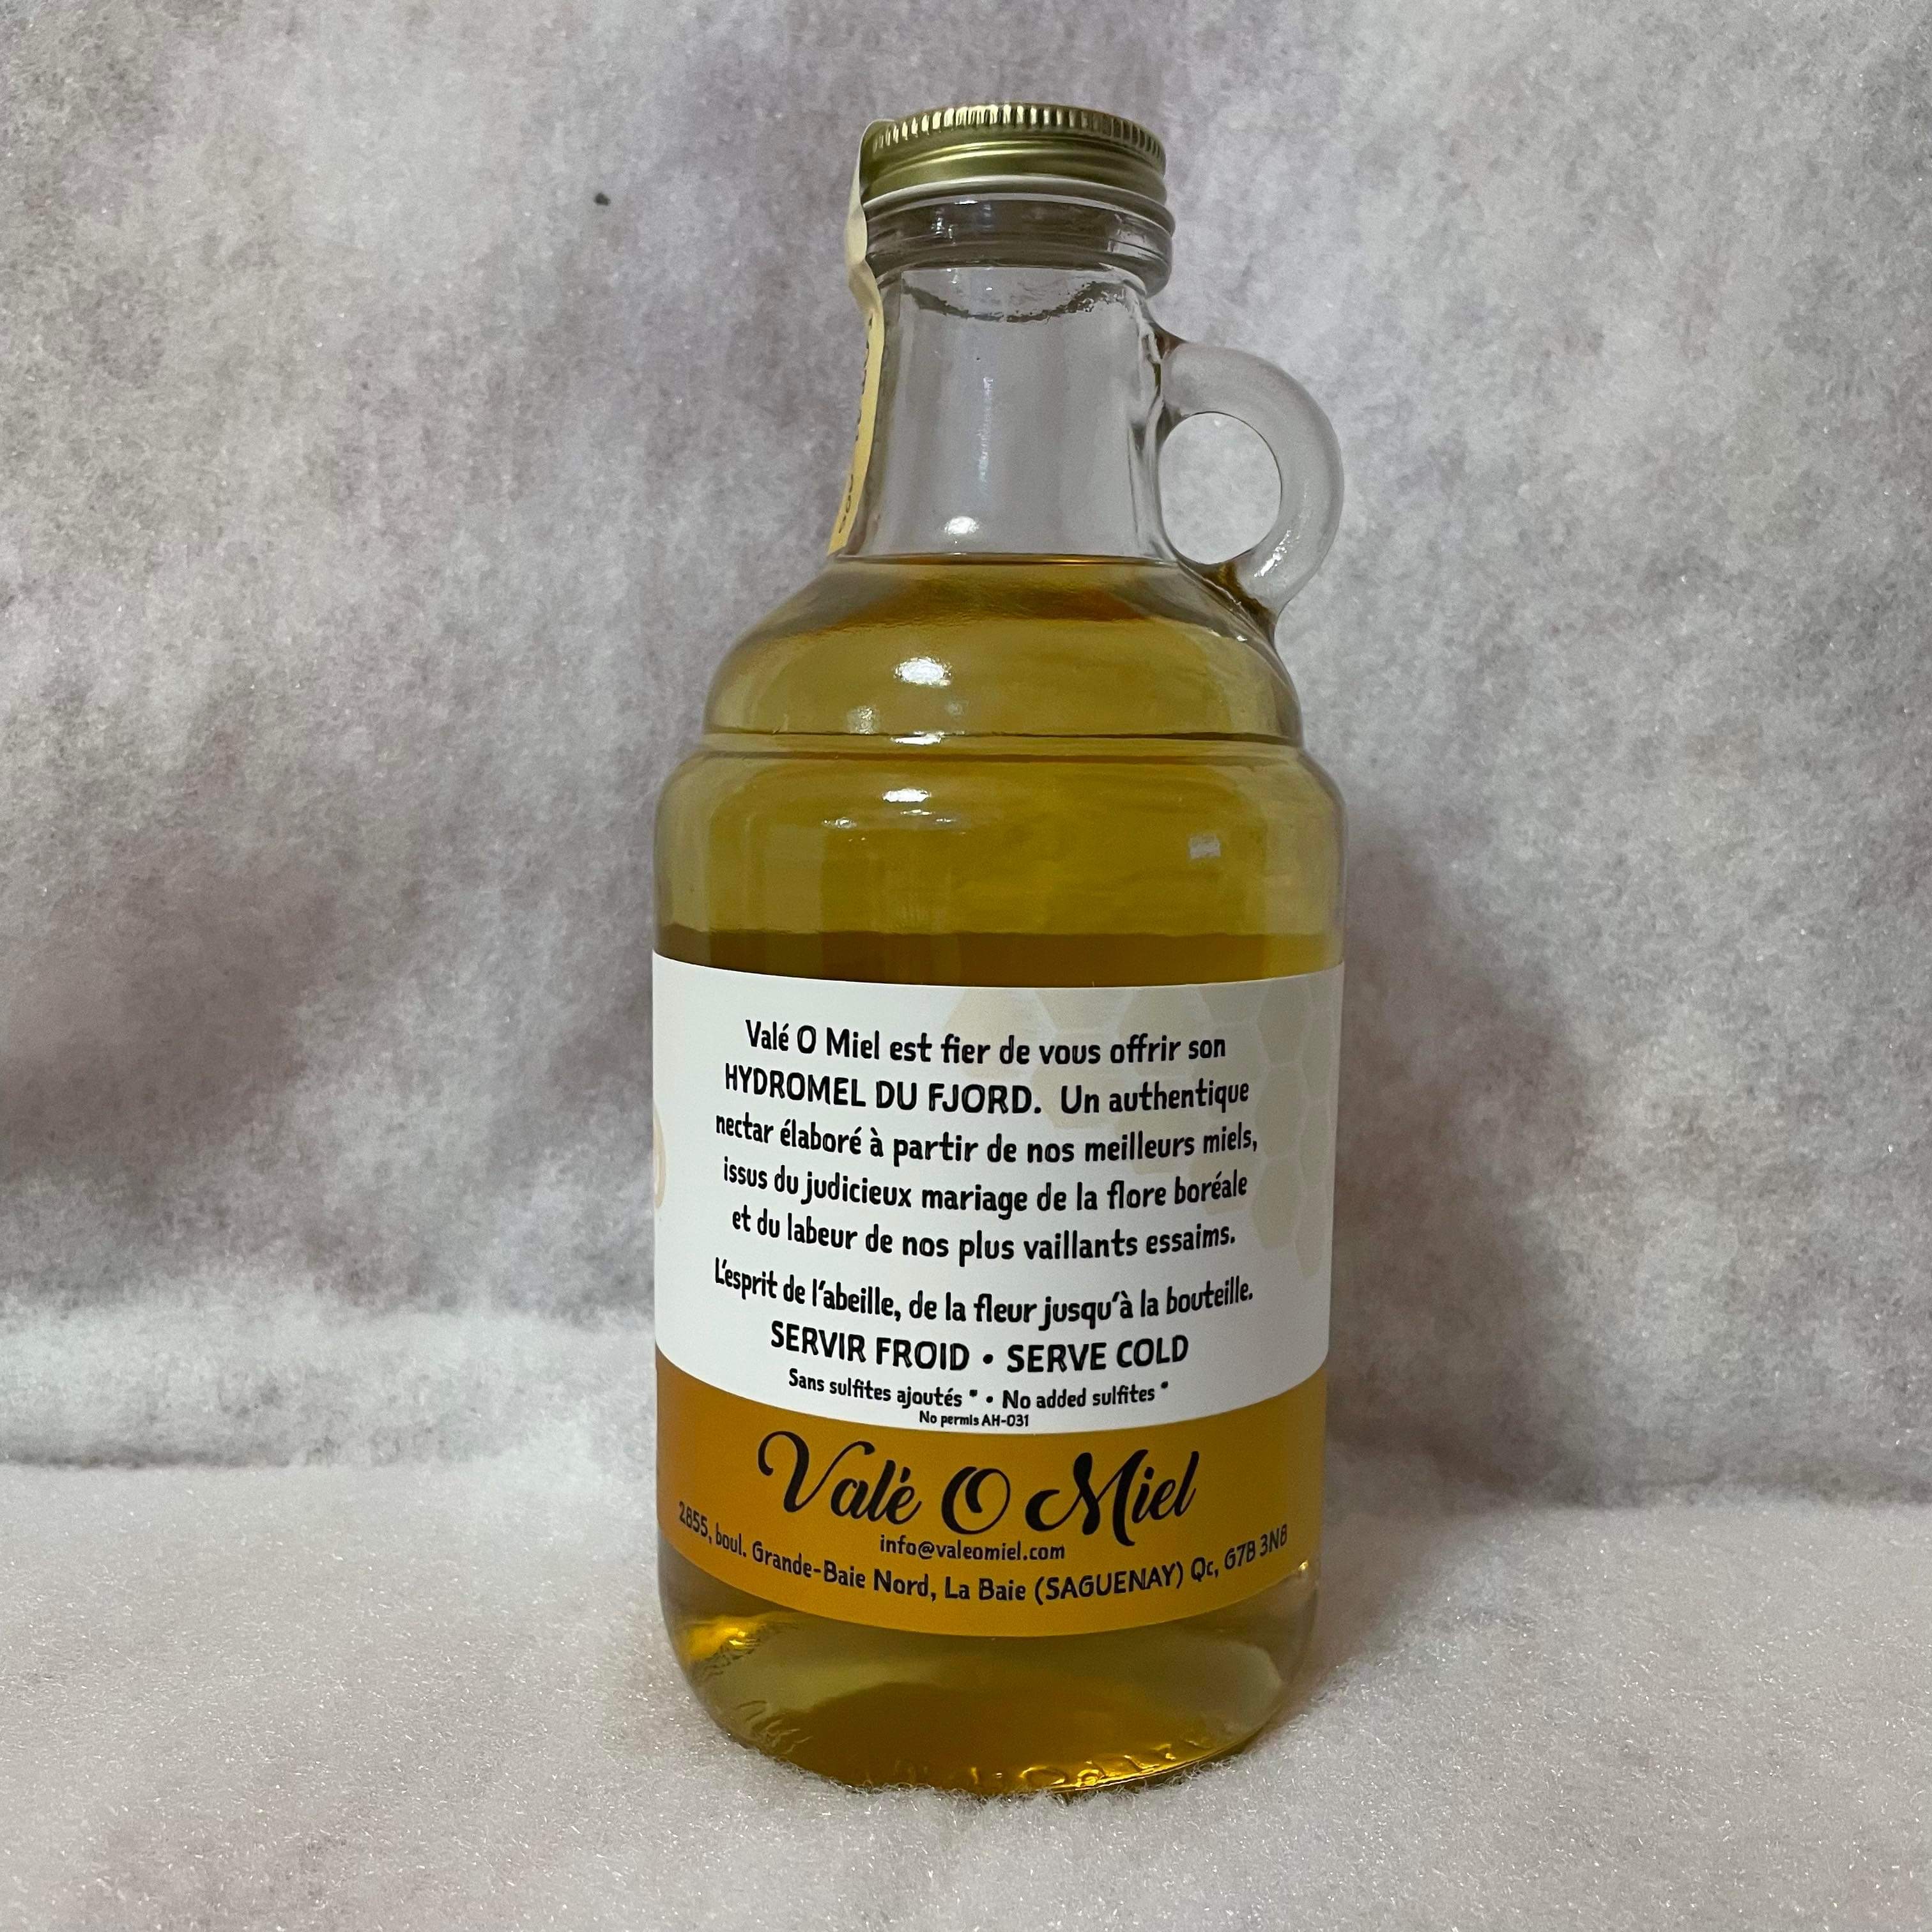 Valé O Miel est fier de vous offrir son
HYDROMEL DU FJORD. Un authentique
nectar élaboré à partir de nos meilleurs miels,
issus du judicieux mariage de la flore boréale
et du labeur de nos plus vaillants essaims.
L'esprit de l'abeille, de la fleur jusqu'à la bouteille.
SERVIR FROID • SERVE COLD
Sans sulfites ajoutés * • No added sulfites *
No permis AH-031
Valé O Miel
info@valeomiel.com
2855, boul. Grande-Baie Nord, La Baie (SAGUENAY) Qc, G7B 3N8